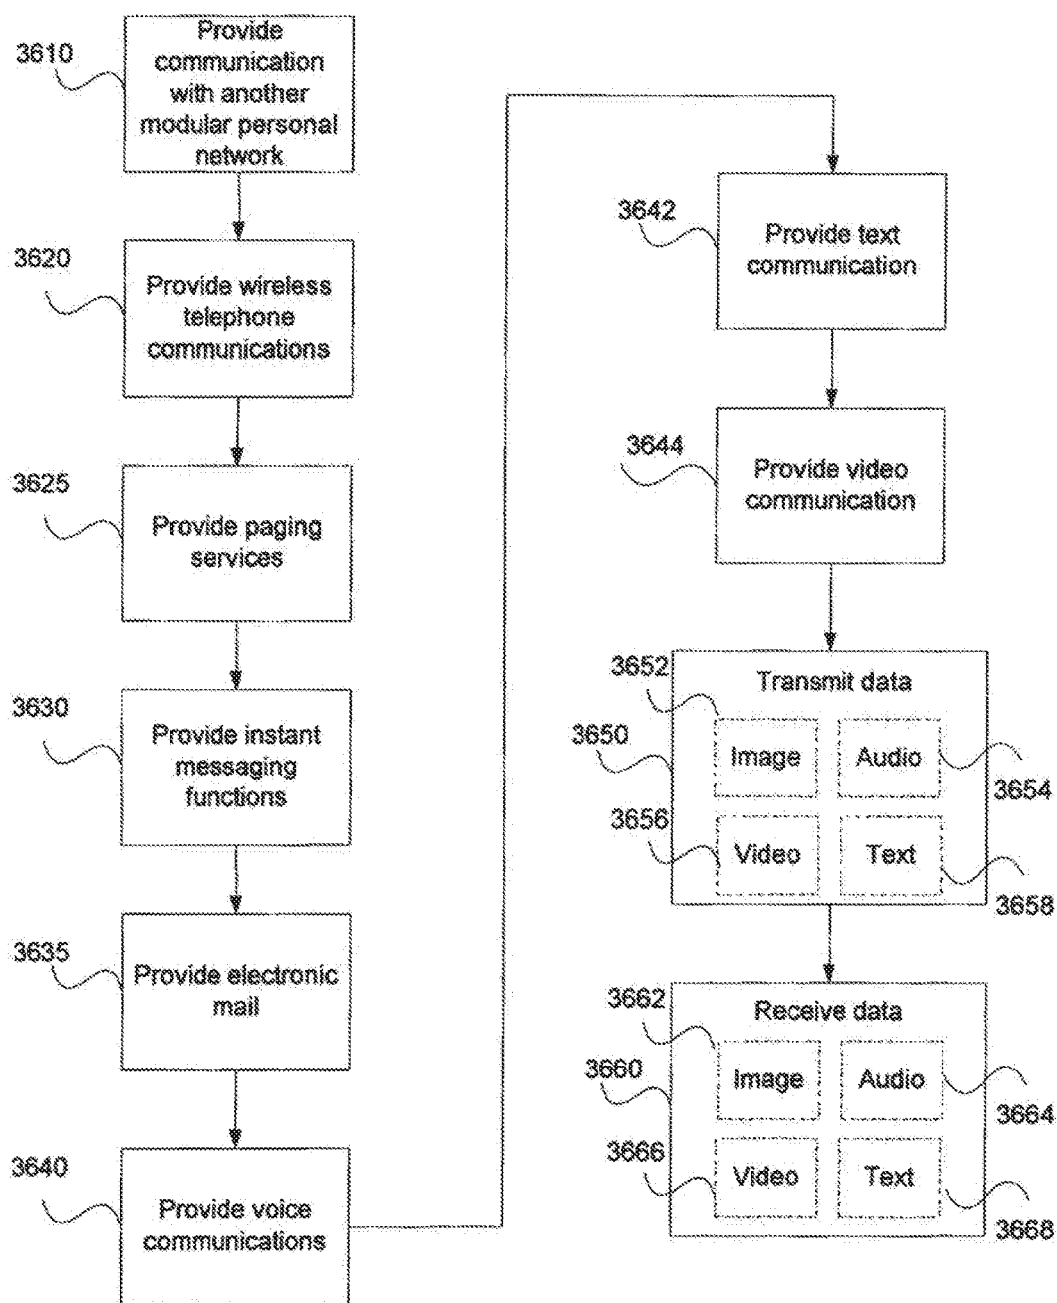 3610
Provide
communication
with another
modular personal
network
3620
Provide wireless
telephone
communications
3625
Provide paging
services
3630
Provide instant
messaging
functions
3635
Provide electronic
mail
3640
Provide voice
communications
3642
Provide text
communication
3644
Provide video
communication
3650
Transmit data
3652
Image
Audio
3654
3656
Video
Text
3658
3660
Receive data
3662
Image
Audio
3664
3666
Video
Text
3668